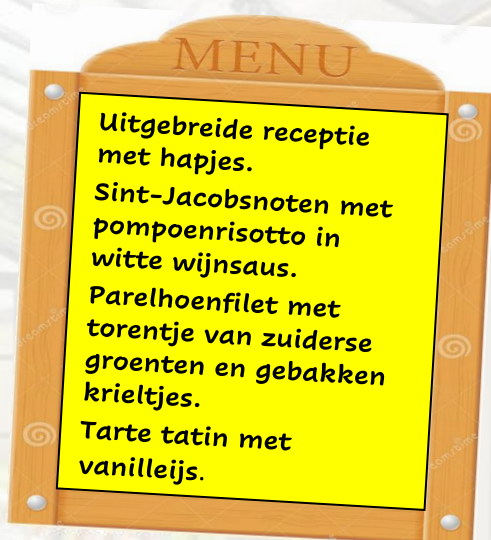 MENU
Uitgebreide receptie
met hapjes.
Sint-Jacobsnoten met
pompoenrisotto in
witte wijnsaus.
Parelhoenfilet met
torentje van zuiderse
groenten en gebakken
krieltjes.
Tarte tatin met
vanilleijs.